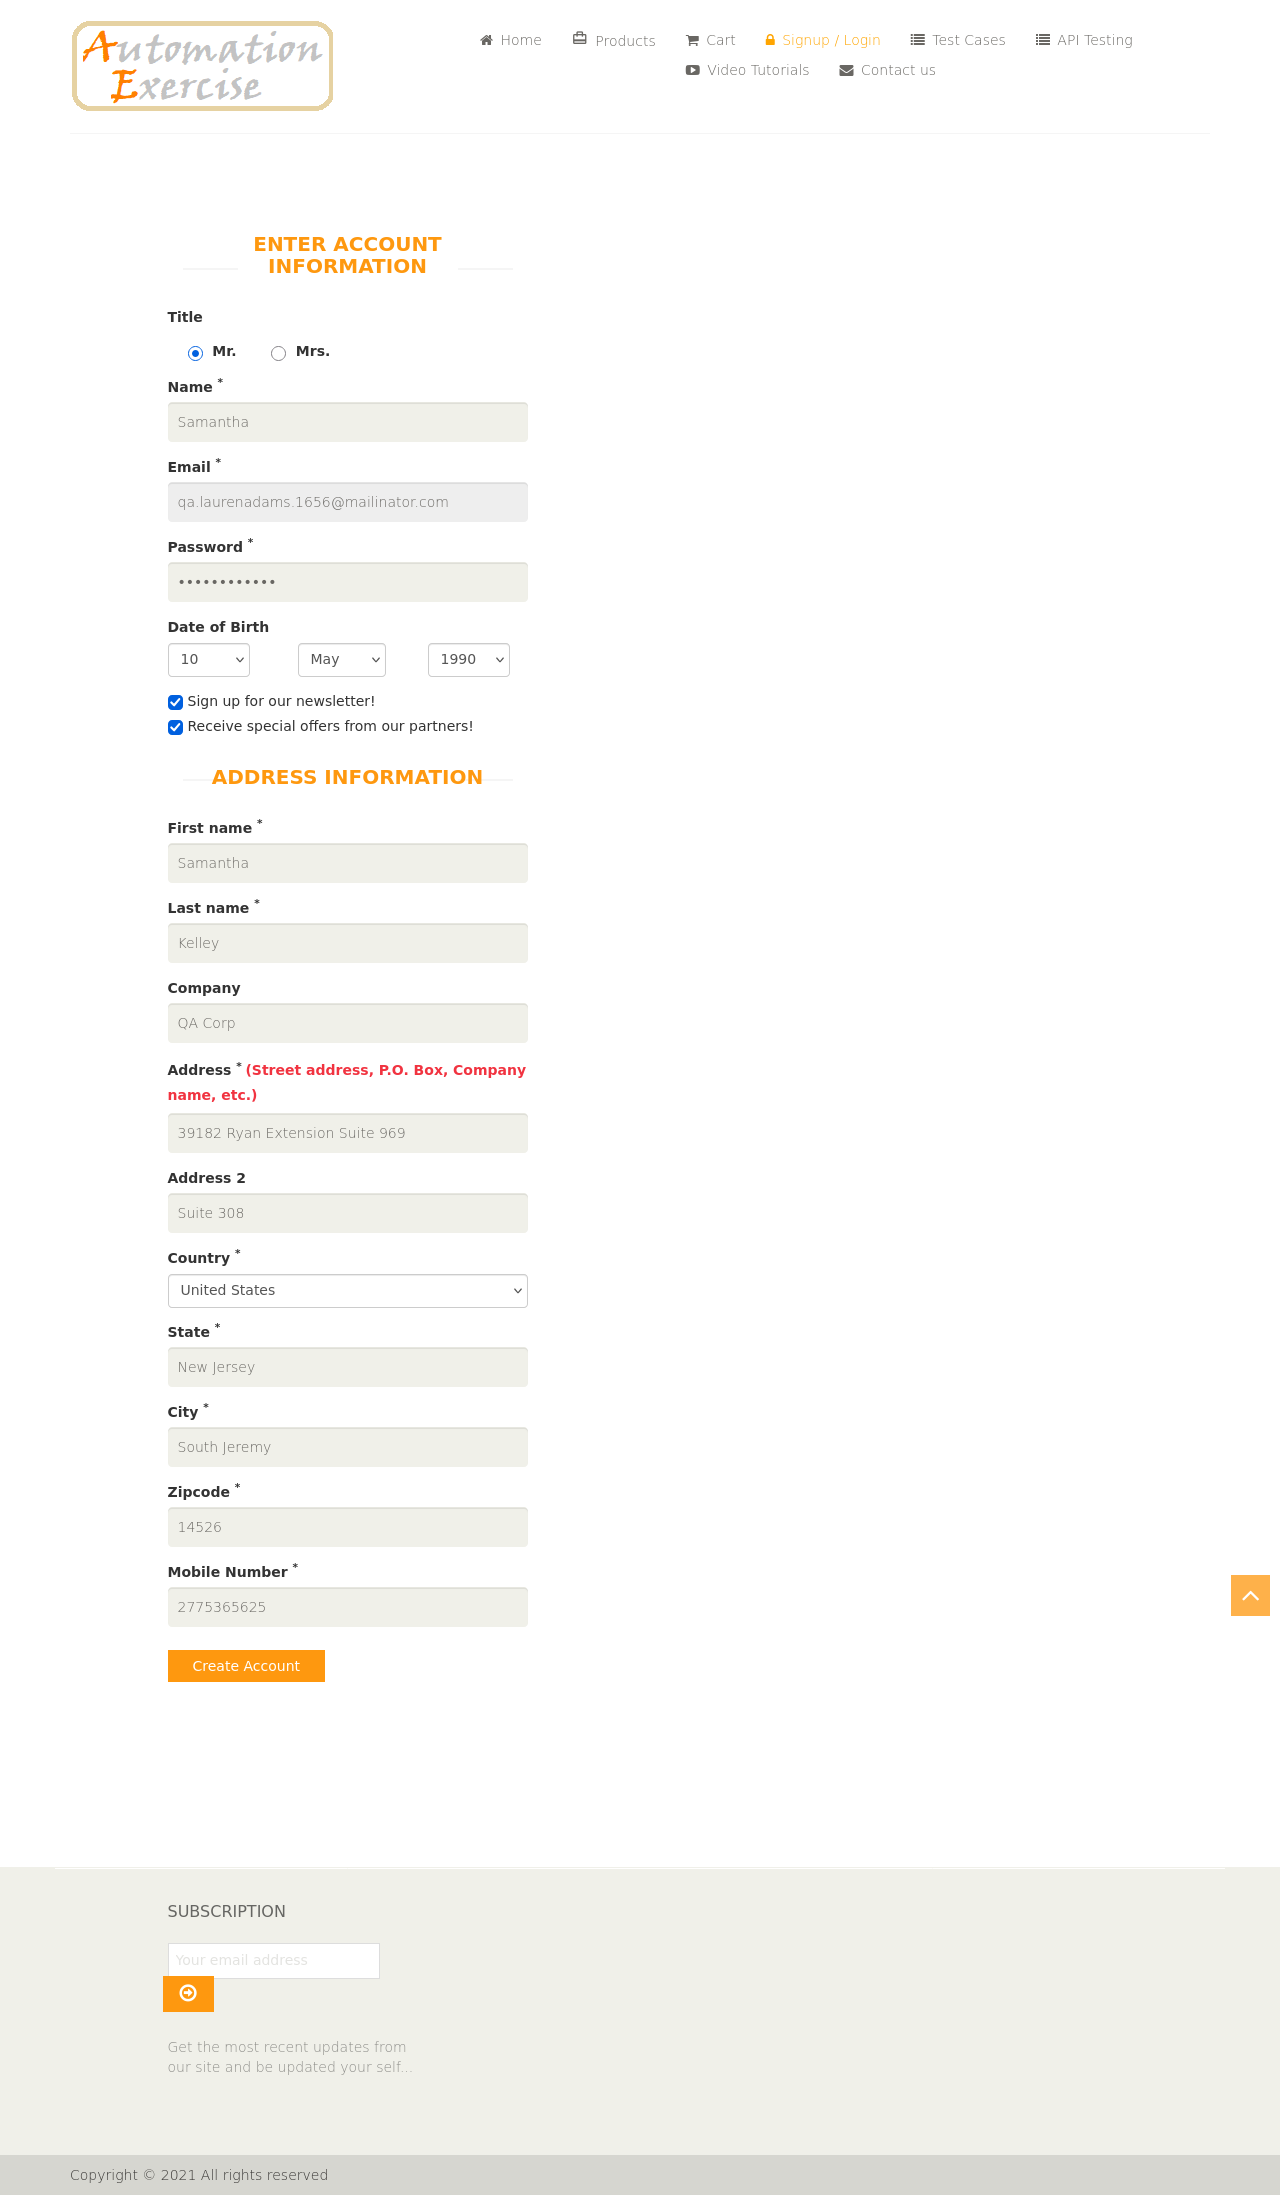 Automation
Exercise
Home
Products
Cart
Signup / Login
Test Cases
API Testing
Video Tutorials
Contact us
ENTER ACCOUNT
INFORMATION
Title
Mr.
Mrs.
Name *
Samantha
Email *
qa.laurenadams.1656@mailinator.com
Password *
••••••••••••
Date of Birth
10
May
1990
Sign up for our newsletter!
Receive special offers from our partners!
ADDRESS INFORMATION
First name *
Samantha
Last name *
Kelley
Company
QA Corp
Address * (Street address, P.O. Box, Company
name, etc.)
39182 Ryan Extension Suite 969
Address 2
Suite 308
Country *
United States
State *
New Jersey
City *
South Jeremy
Zipcode *
14526
Mobile Number *
2775365625
Create Account
SUBSCRIPTION
Your email address
Get the most recent updates from
our site and be updated your self...
Copyright © 2021 All rights reserved